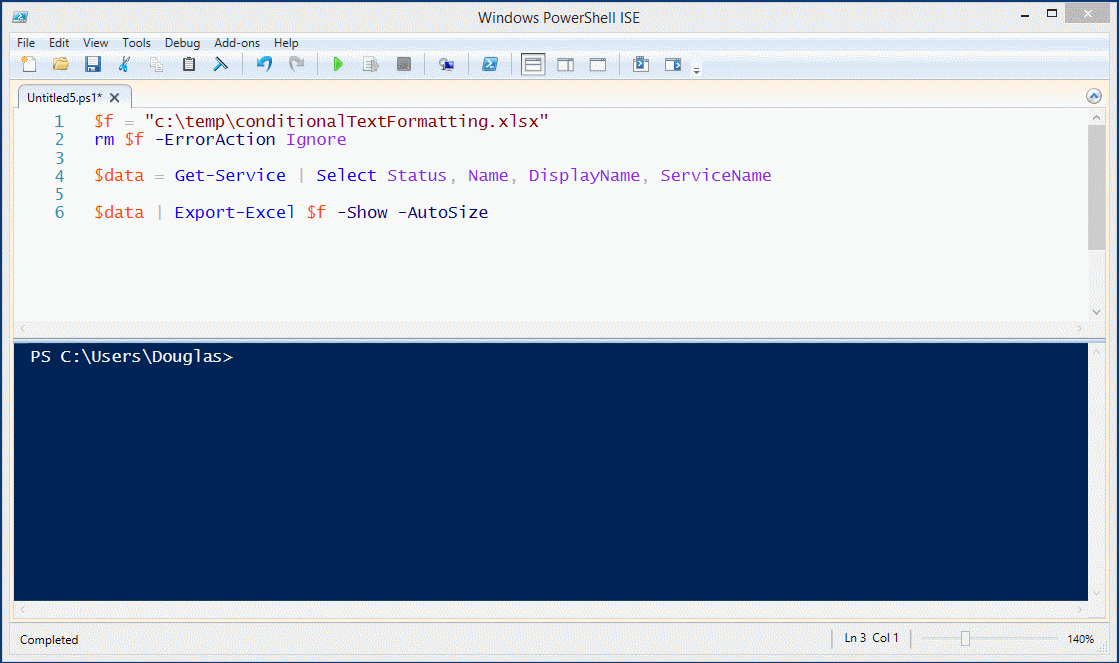 Windows PowerShell ISE
File Edit View Tools Debug Add-ons Help
Untitled5.ps1* X
1 $f = "c:\temp\conditionalTextFormatting.xlsx"
2 rm $f -ErrorAction Ignore
3
4 $data = Get-Service | Select Status, Name, DisplayName, ServiceName
5
6 $data | Export-Excel $f -Show -AutoSize
PS C:\Users\Douglas>
Completed Ln 3 Col 1 140%